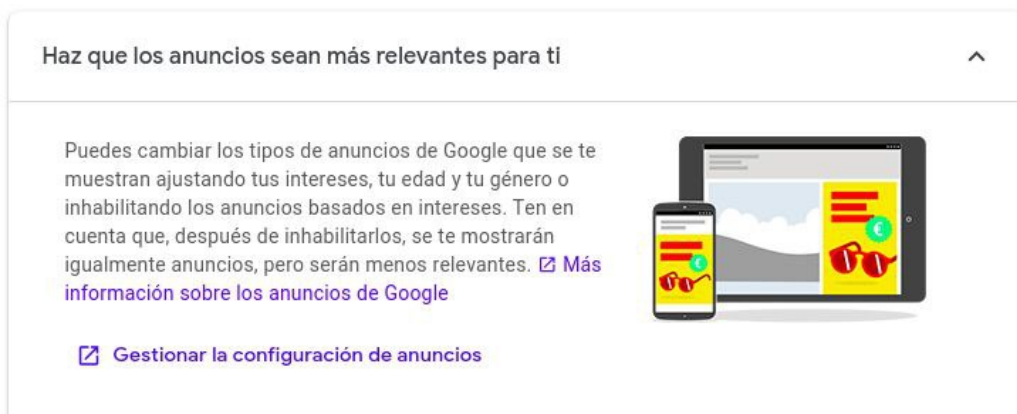 Haz que los anuncios sean más relevantes para ti
Puedes cambiar los tipos de anuncios de Google que se te
muestran ajustando tus intereses, tu edad y tu género o
inhabilitando los anuncios basados en intereses. Ten en
cuenta que, después de inhabilitarlos, se te mostrarán
igualmente anuncios, pero serán menos relevantes. Más
información sobre los anuncios de Google
Gestionar la configuración de anuncios
€
€